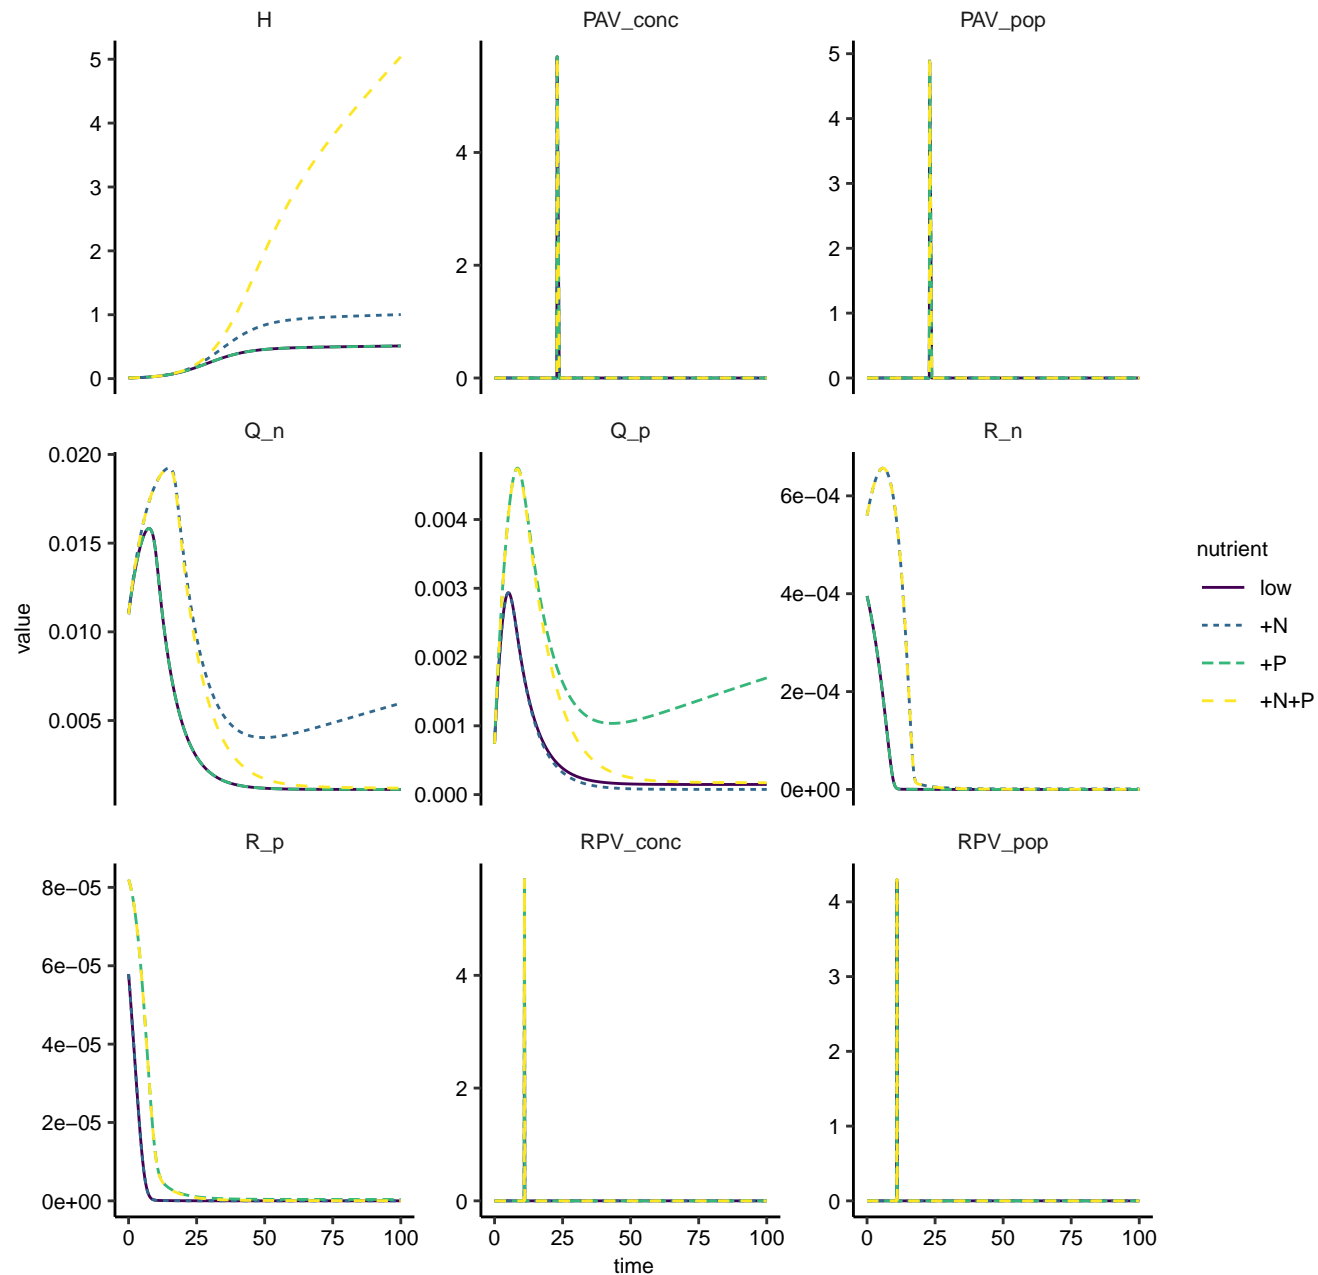 H
PAV_conc
PAV_pop
5
4
3
2
1
0
4
2
0
5
4
3
2
1
0
Q_n
Q_p
R_n
0.020
0.015
0.010
0.005
0.004
0.003
0.002
0.001
0.000
6e−04
4e−04
2e−04
0e+00
R_p
RPV_conc
RPV_pop
8e−05
6e−05
4e−05
2e−05
0e+00
4
2
0
4
3
2
1
0
0 25 50 75 100
0 25 50 75 100
0 25 50 75 100
time
value
nutrient
low
+N
+P
+N+P